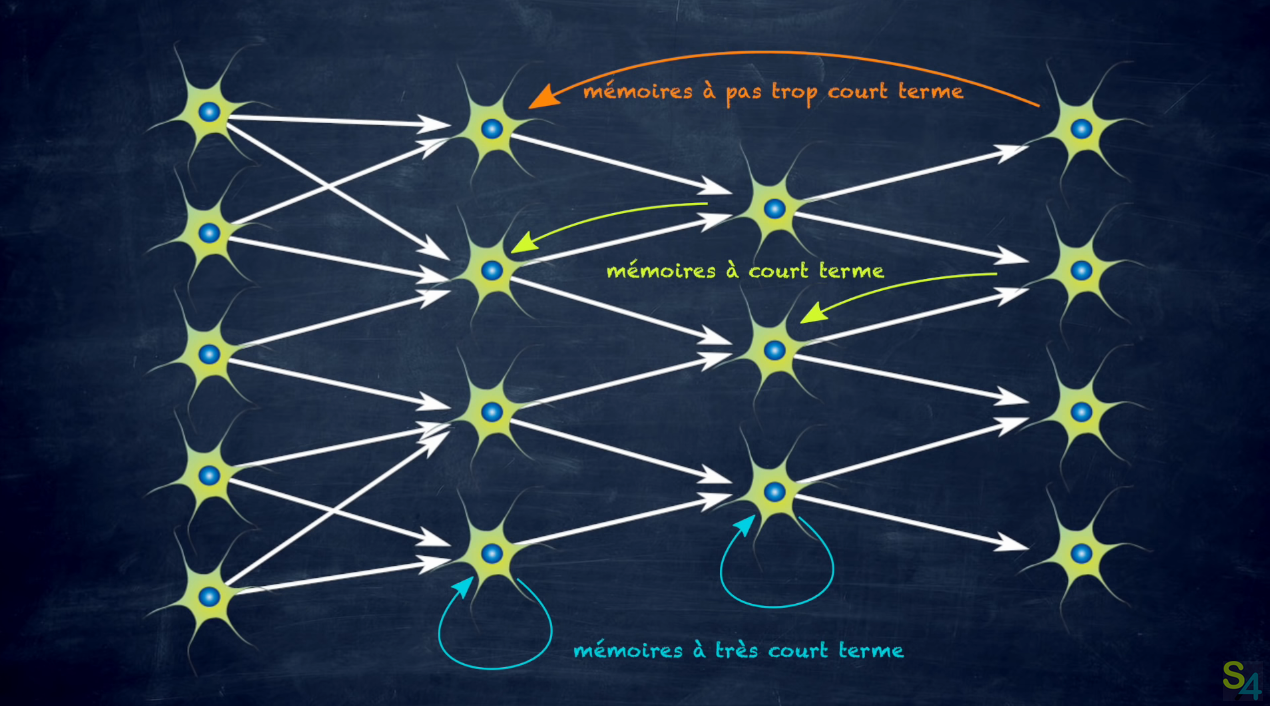 mémoires à pas trop court terme
mémoires à court terme
mémoires à très court terme
S4